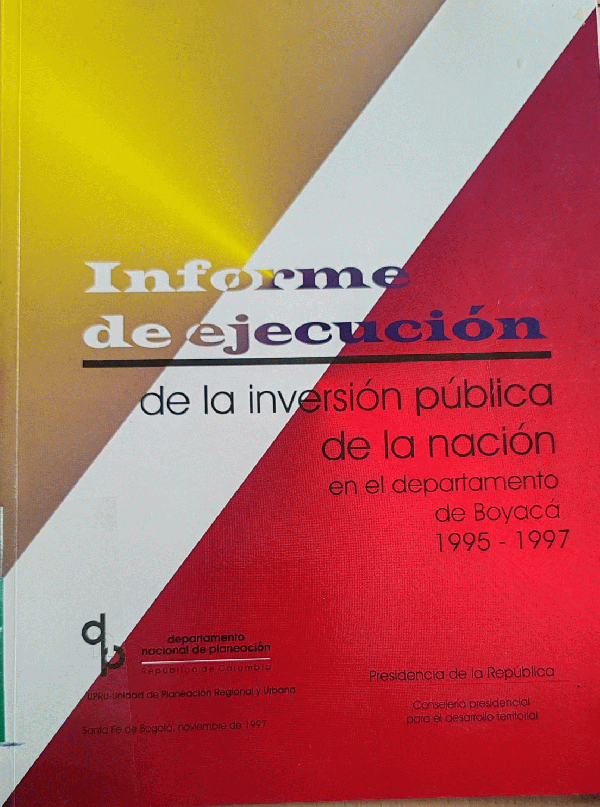 Informe
de ejecución
de la inversión pública
de la nación
en el departamento
de Boyacá
1995 - 1997
dp
departamento
nacional de planeación
República de Colombia
UPRU-Unidad de Planeación Regional y Urbana
Santa Fe de Bogotá, noviembre de 1997
Presidencia de la República
Consejería presidencial
para el desarrollo territorial